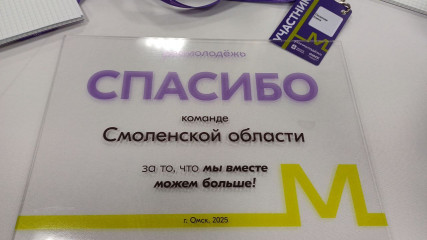 УЧАСТНИК
молодёжь
СПАСИБО
команде
Смоленской области
за то, что мы вместе
можем больше!
М
г. Омск, 2025